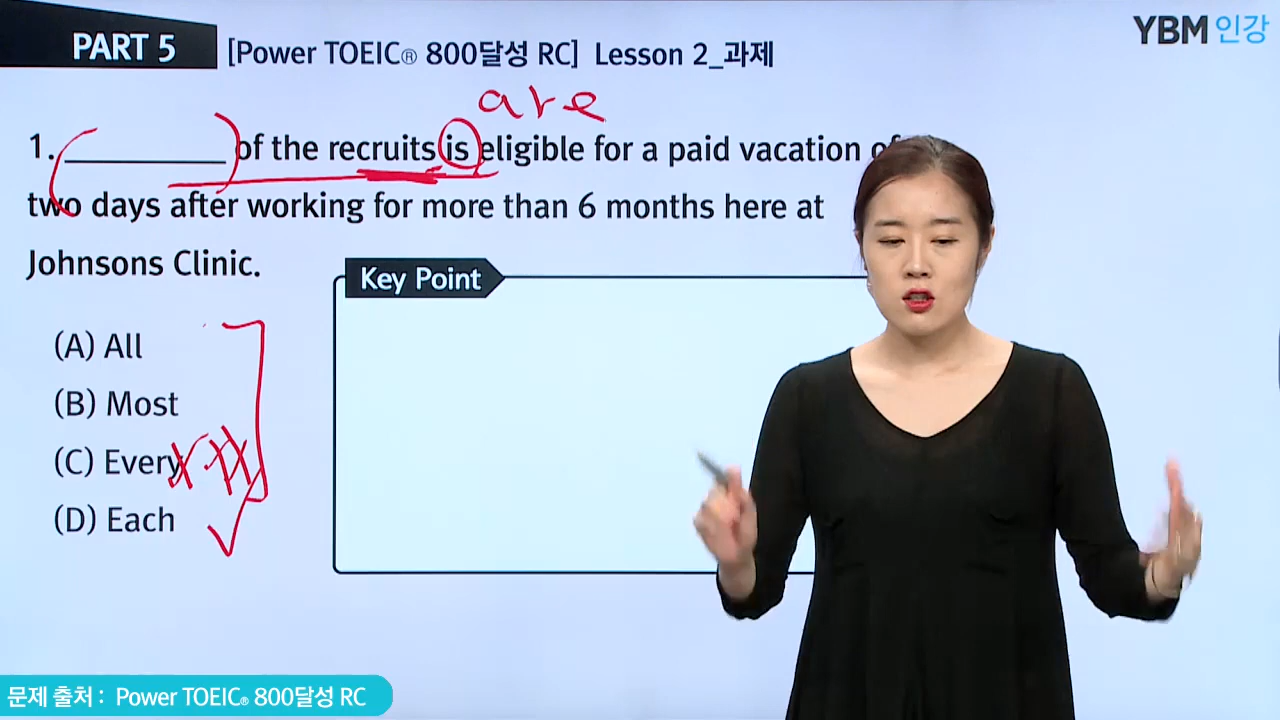 PART 5
[Power TOEIC® 800달성 RC] Lesson 2_과제
YBM 인강
are
1. ________ of the recruits is eligible for a paid vacation of
two days after working for more than 6 months here at
Johnsons Clinic.
Key Point
(A) All
(B) Most
(C) Every
(D) Each
문제 출처 : Power TOEIC® 800달성 RC